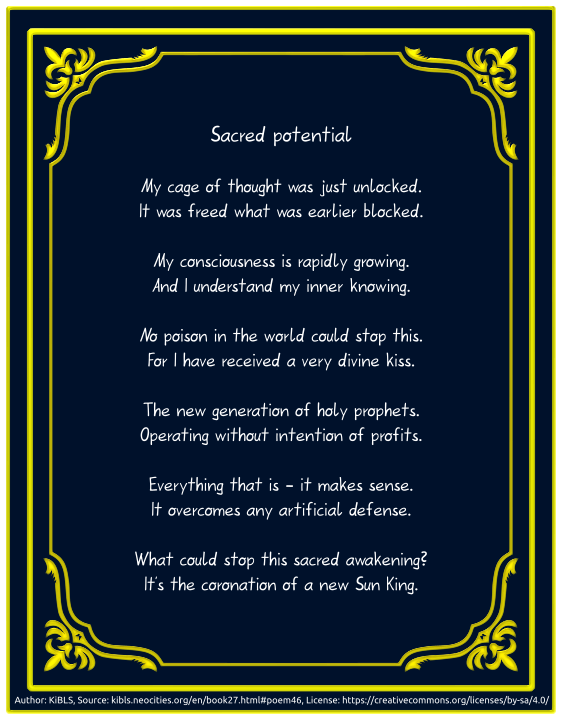 Sacred potential
My cage of thought was just unlocked.
It was freed what was earlier blocked.
My consciousness is rapidly growing.
And I understand my inner knowing.
No poison in the world could stop this.
For I have received a very divine kiss.
The new generation of holy prophets.
Operating without intention of profits.
Everything that is – it makes sense.
It overcomes any artificial defense.
What could stop this sacred awakening?
It's the coronation of a new Sun King.
Author: KiBLS, Source: kibls.neocities.org/en/book27.html#poem46, License: https://creativecommons.org/licenses/by-sa/4.0/